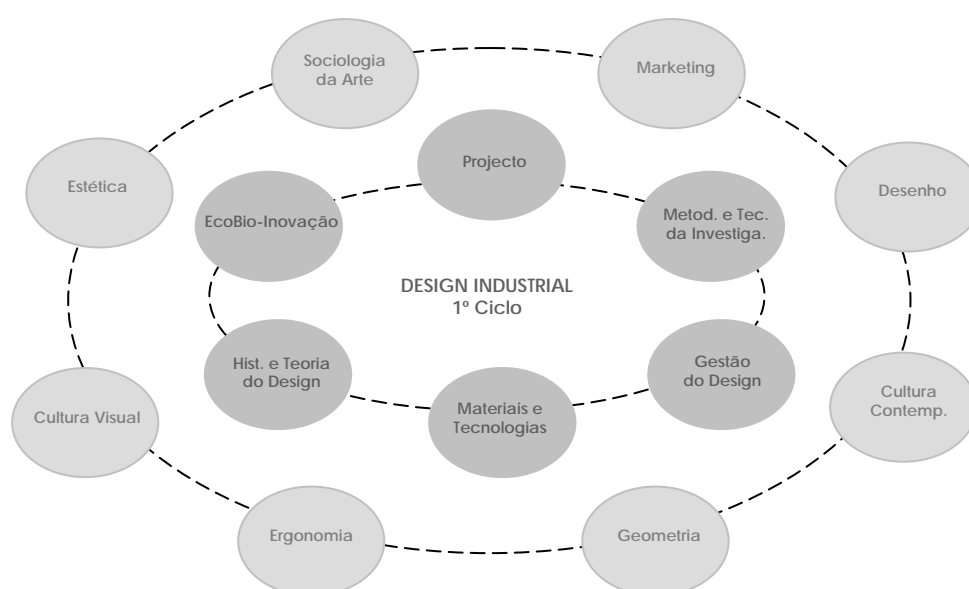 Sociologia
da Arte
Marketing
Projecto
Estética
Desenho
EcoBio-Inovação
Metod. e Tec.
da Investiga.
DESIGN INDUSTRIAL
1º Ciclo
Hist. e Teoria
do Design
Gestão
do Design
Cultura Visual
Materiais e
Tecnologias
Cultura
Contemp.
Ergonomia
Geometria